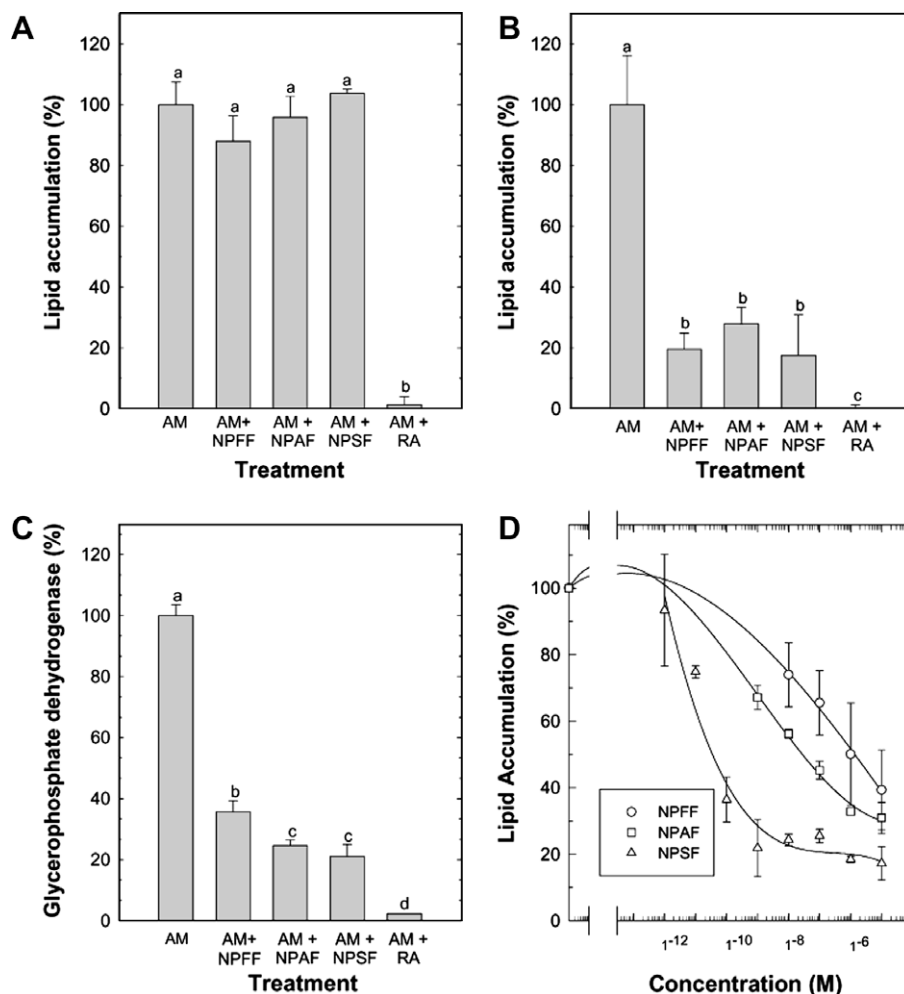 A
Lipid accumulation (%)
120
100
80
60
40
20
0
a
a
a
a
b
AM
AM+
NPFF
AM +
NPAF
AM +
NPSF
AM +
RA
Treatment
B
Lipid accumulation (%)
120
100
80
60
40
20
0
a
b
b
b
c
AM
AM+
NPFF
AM +
NPAF
AM +
NPSF
AM +
RA
Treatment
C
Glycerophosphate dehydrogenase (%)
120
100
80
60
40
20
0
a
b
c
c
d
AM
AM+
NPFF
AM +
NPAF
AM +
NPSF
AM +
RA
Treatment
D
Lipid Accumulation (%)
100
80
60
40
20
0
NPFF
NPAF
NPSF
1-12 1-10 1-8 1-6
Concentration (M)